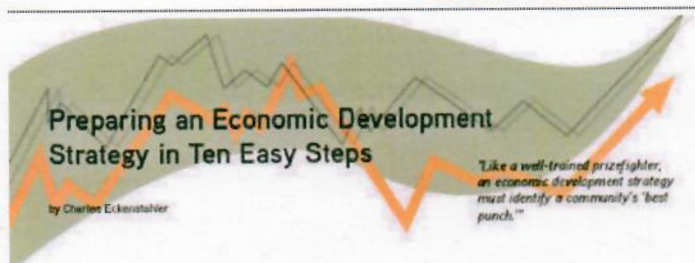 Preparing an Economic Development
Strategy in Ten Easy Steps
by Charles Eckenstahler
"Like a well-trained prizefighter,
an economic development strategy
must identify a community's 'best
punch.'"